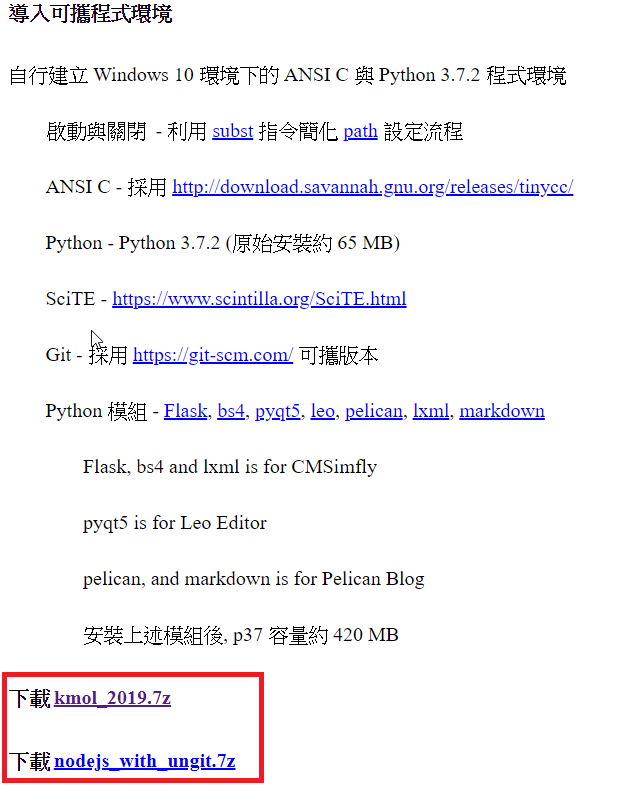 導入可攜程式環境
自行建立 Windows 10 環境下的 ANSI C 與 Python 3.7.2 程式環境
啟動與關閉 - 利用 subst 指令簡化 path 設定流程
ANSI C - 採用 http://download.savannah.gnu.org/releases/tinycc/
Python - Python 3.7.2 (原始安裝約 65 MB)
SciTE - https://www.scintilla.org/SciTE.html
Git - 採用 https://git-scm.com/ 可攜版本
Python 模組 - Flask, bs4, pyqt5, leo, pelican, lxml, markdown
Flask, bs4 and lxml is for CMSimfly
pyqt5 is for Leo Editor
pelican, and markdown is for Pelican Blog
安裝上述模組後, p37 容量約 420 MB
下載 kmol_2019.7z
下載 nodejs_with_ungit.7z